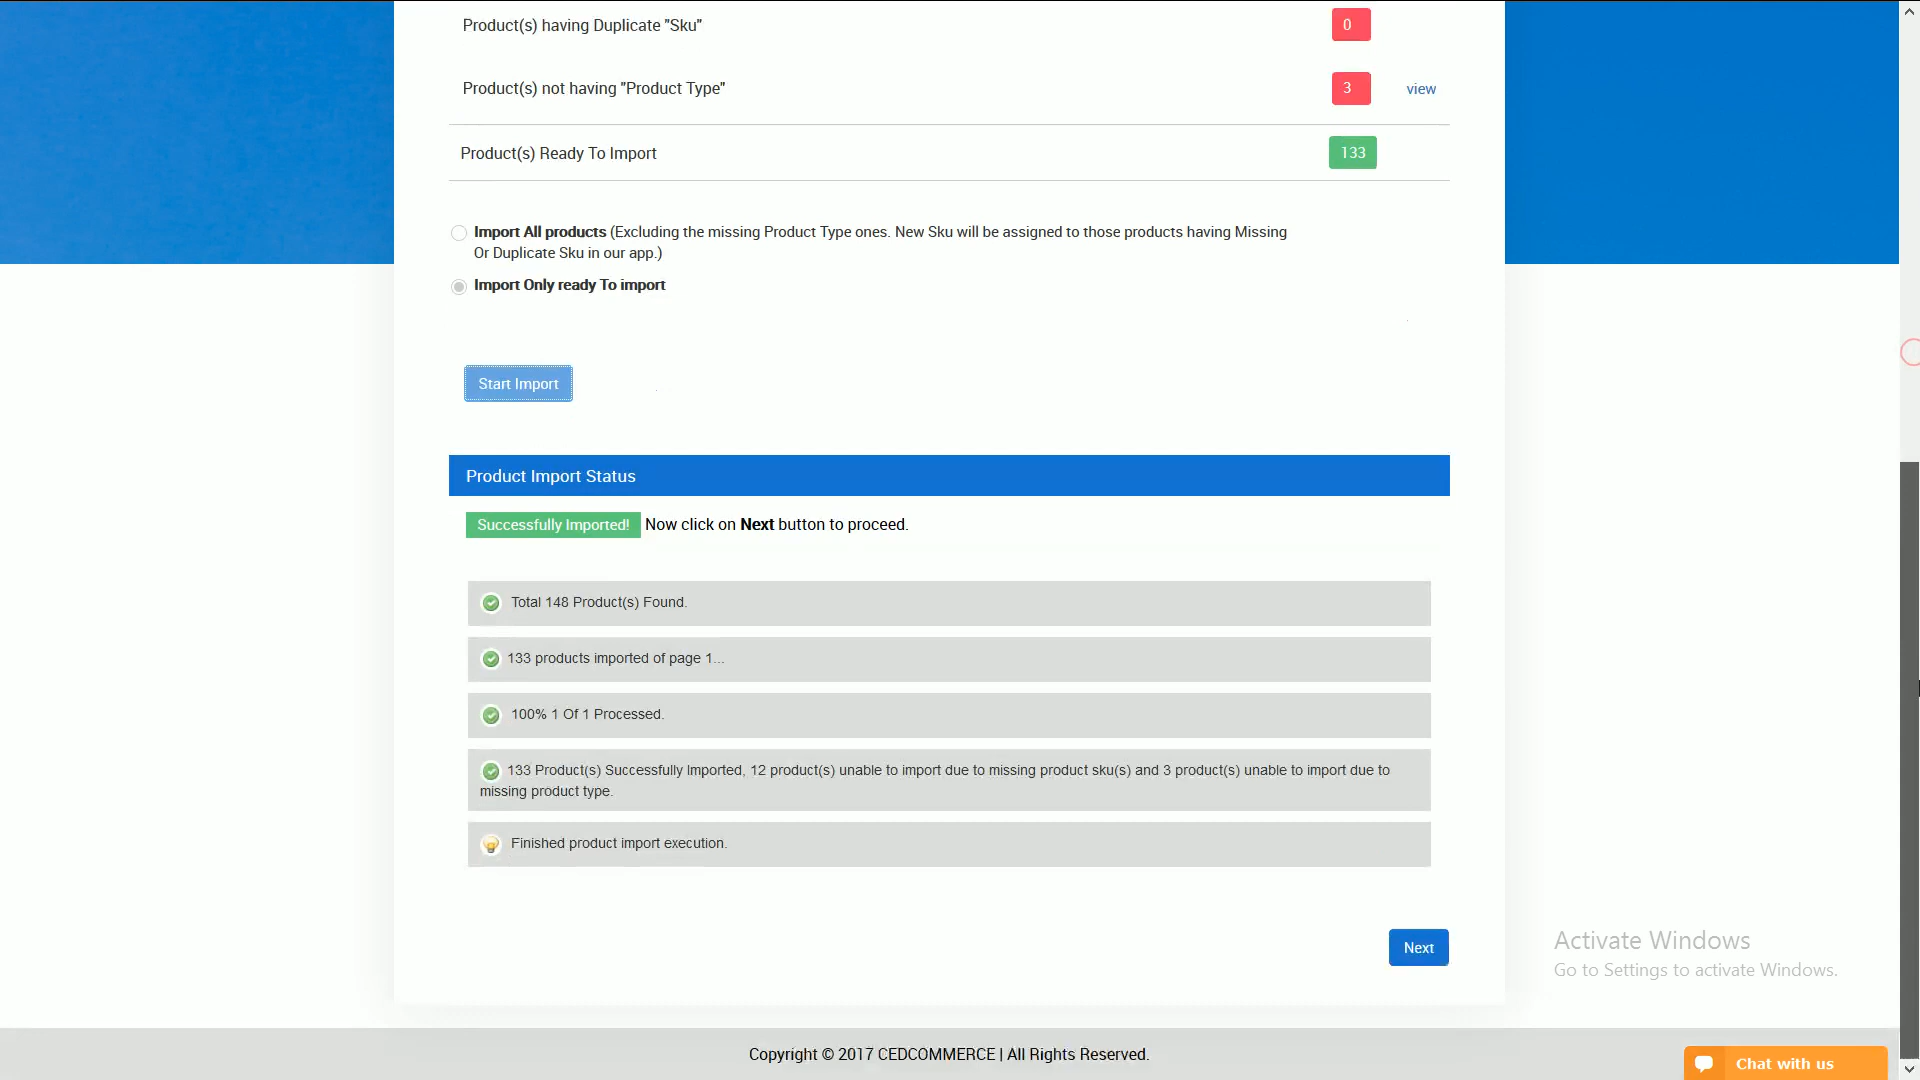 Product(s) having Duplicate "Sku" 0
Product(s) not having "Product Type" 3 view
Product(s) Ready To Import 133
Import All products (Excluding the missing Product Type ones. New Sku will be assigned to those products having Missing
Or Duplicate Sku in our app.)
Import Only ready To import
Start Import
Product Import Status
Successfully Imported! Now click on Next button to proceed.
Total 148 Product(s) Found.
133 products imported of page 1...
100% 1 Of 1 Processed.
133 Product(s) Successfully Imported, 12 product(s) unable to import due to missing product sku(s) and 3 product(s) unable to import due to
missing product type.
Finished product import execution.
Next
Activate Windows
Go to Settings to activate Windows.
Copyright © 2017 CEDCOMMERCE | All Rights Reserved.
Chat with us